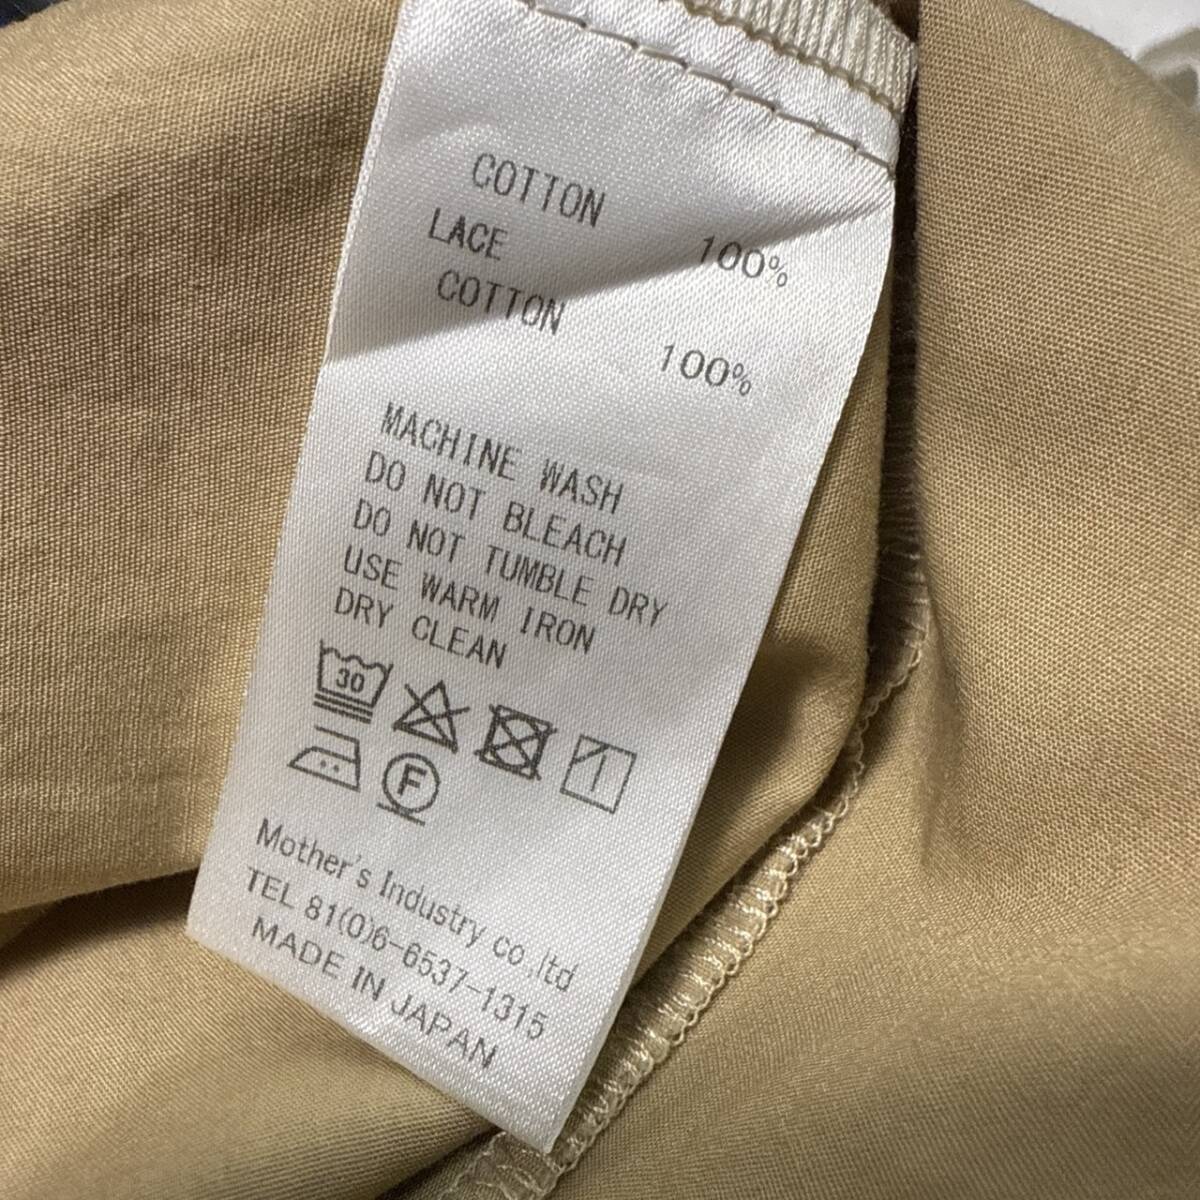 COTTON 100%
LACE
COTTON 100%
MACHINE WASH
DO NOT BLEACH
DO NOT TUMBLE DRY
USE WARM IRON
DRY CLEAN
30
F
Mother's Industry co.,ltd
TEL 81(0)6-6537-1315
MADE IN JAPAN